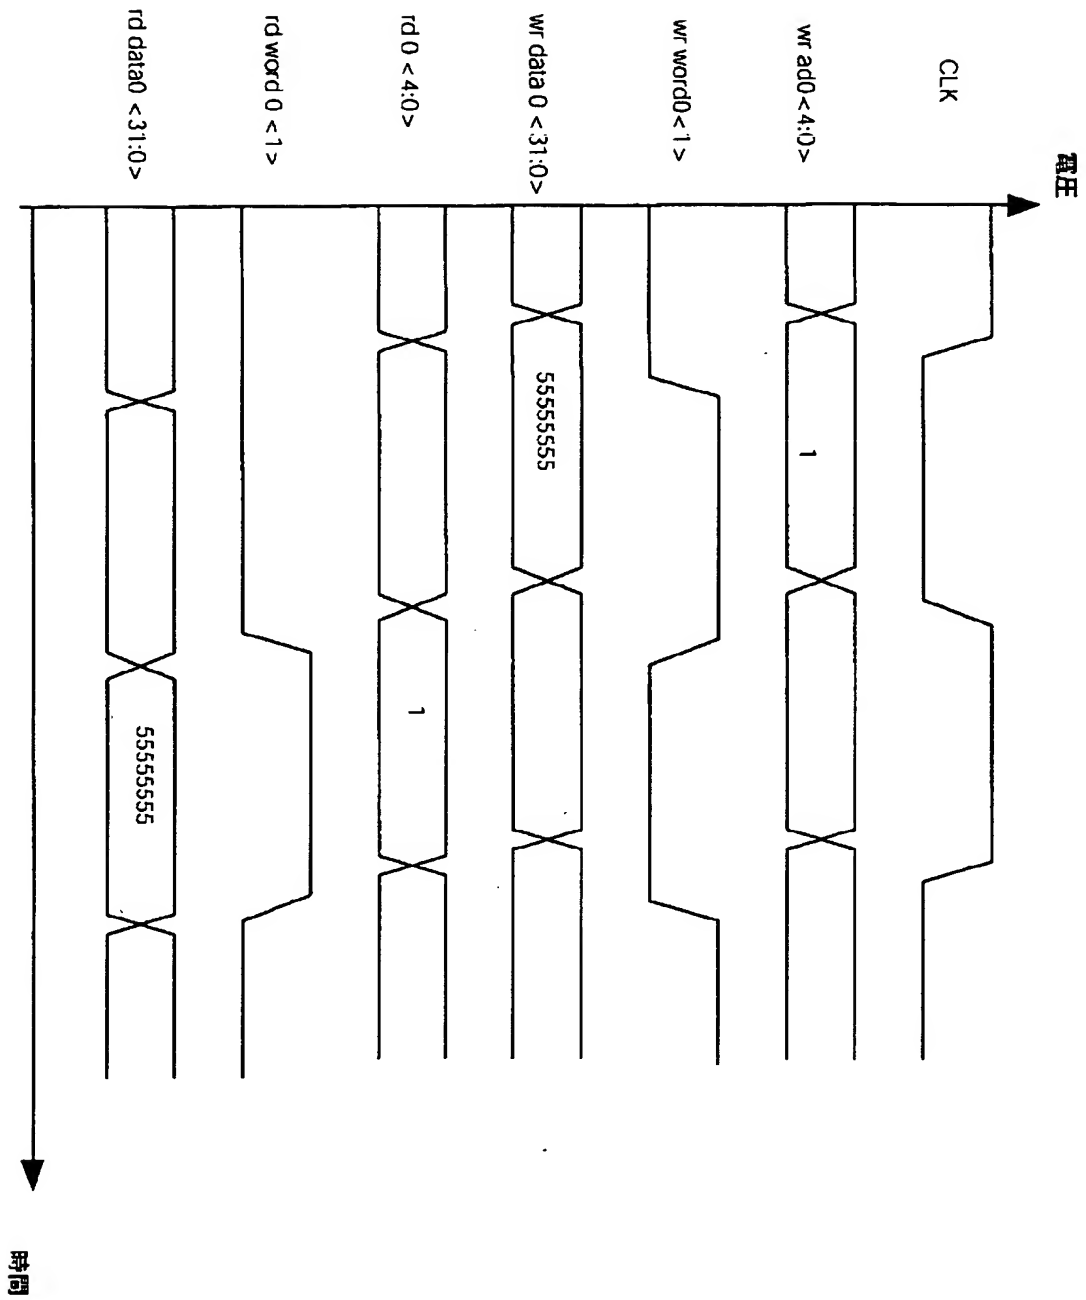 電圧
CLK
wr ad0<4:0>
1
wr word0<1>
wr data 0 <31:0>
55555555
rd 0 <4:0>
1
rd word 0 <1>
rd data0 <31:0>
55555555
時間